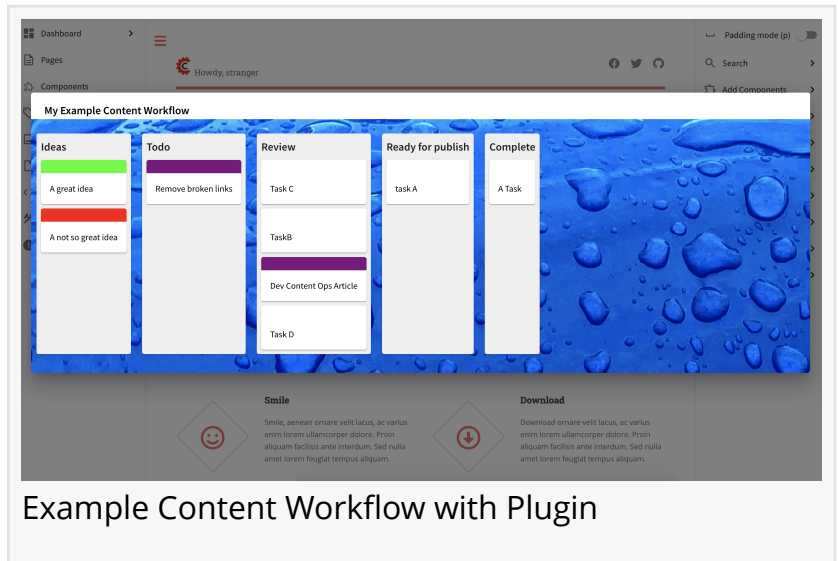 Dashboard
Pages
Components
Howdy, stranger
Padding mode (p)
Search
Add Components
My Example Content Workflow
Ideas
A great idea
A not so great idea
Todo
Remove broken links
Review
Task C
TaskB
Dev Content Ops Article
Task D
Ready for publish
task A
Complete
A Task
Smile
Smile, aenean ornare velit lacus, ac varius
enim lorem ullamcorper dolore. Proin
aliquam facilisis ante interdum. Sed nulla
amet lorem feugiat tempus aliquam.
Download
Download ornare velit lacus, ac varius
enim lorem ullamcorper dolore. Proin
aliquam facilisis ante interdum. Sed nulla
amet lorem feugiat tempus aliquam.
Example Content Workflow with Plugin